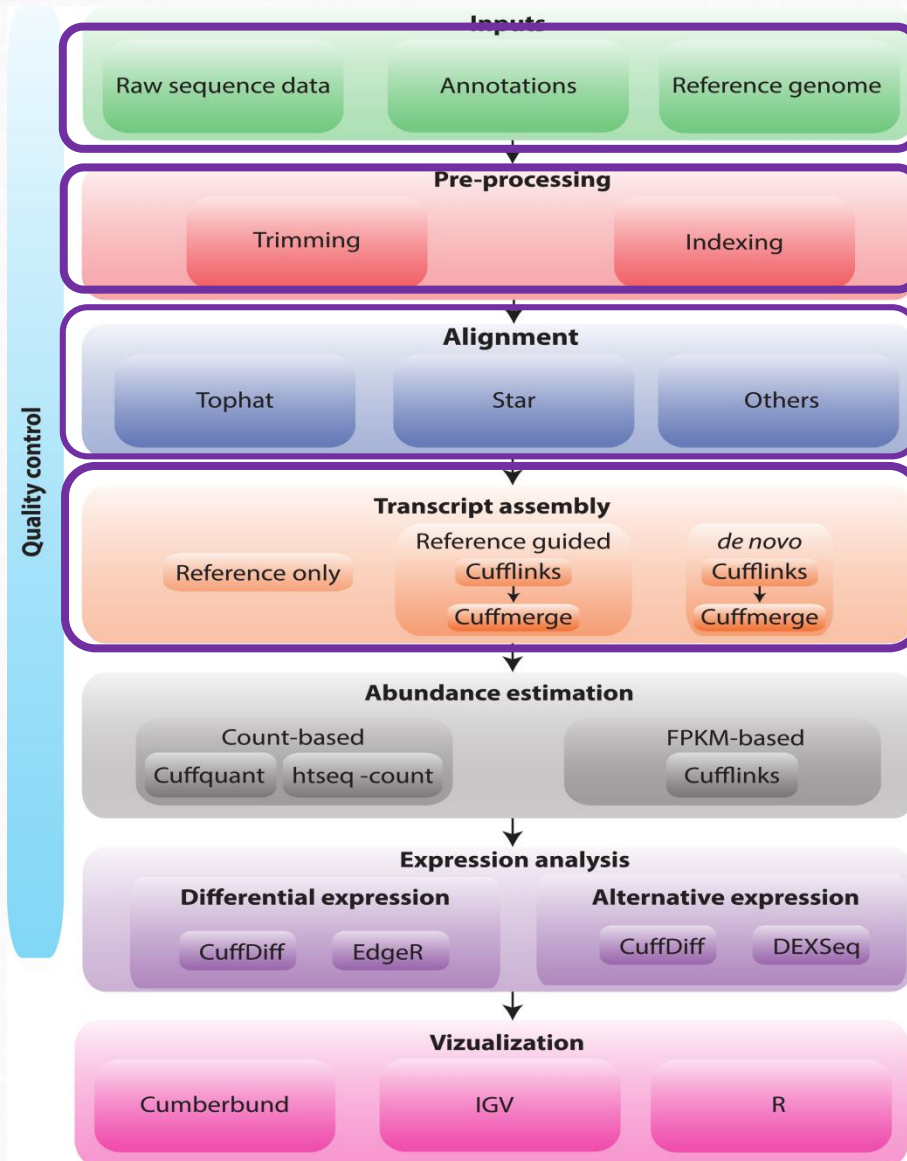 Inputs
Raw sequence data
Annotations
Reference genome
Pre-processing
Trimming
Indexing
Alignment
Tophat
Star
Others
Quality control
Transcript assembly
Reference only
Reference guided
Cufflinks
Cuffmerge
de novo
Cufflinks
Cuffmerge
Abundance estimation
Count-based
Cuffquant
htseq -count
FPKM-based
Cufflinks
Expression analysis
Differential expression
CuffDiff
EdgeR
Alternative expression
CuffDiff
DEXSeq
Vizualization
Cumberbund
IGV
R